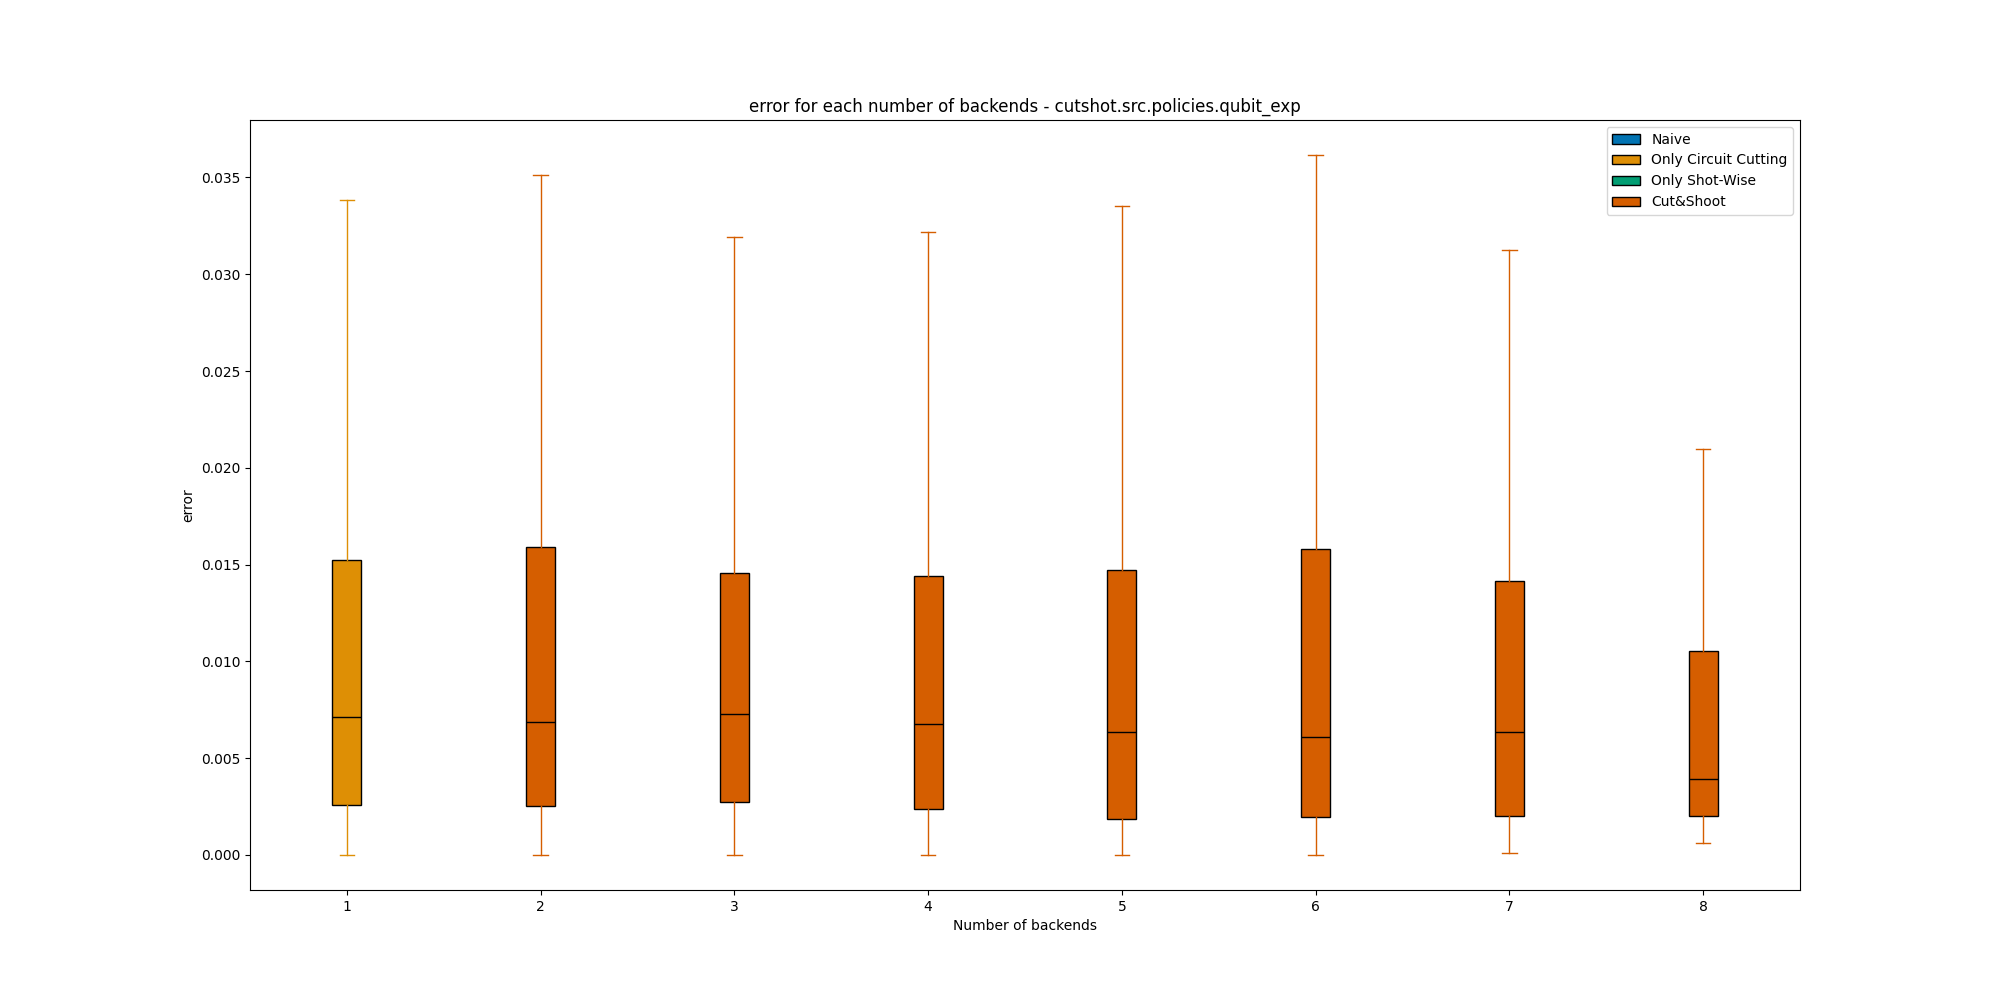 error for each number of backends - cutshot.src.policies.qubit_exp
Naive
Only Circuit Cutting
Only Shot-Wise
Cut&Shoot
0.035
0.030
0.025
0.020
0.015
0.010
0.005
0.000
error
1 2 3 4 5 6 7 8
Number of backends